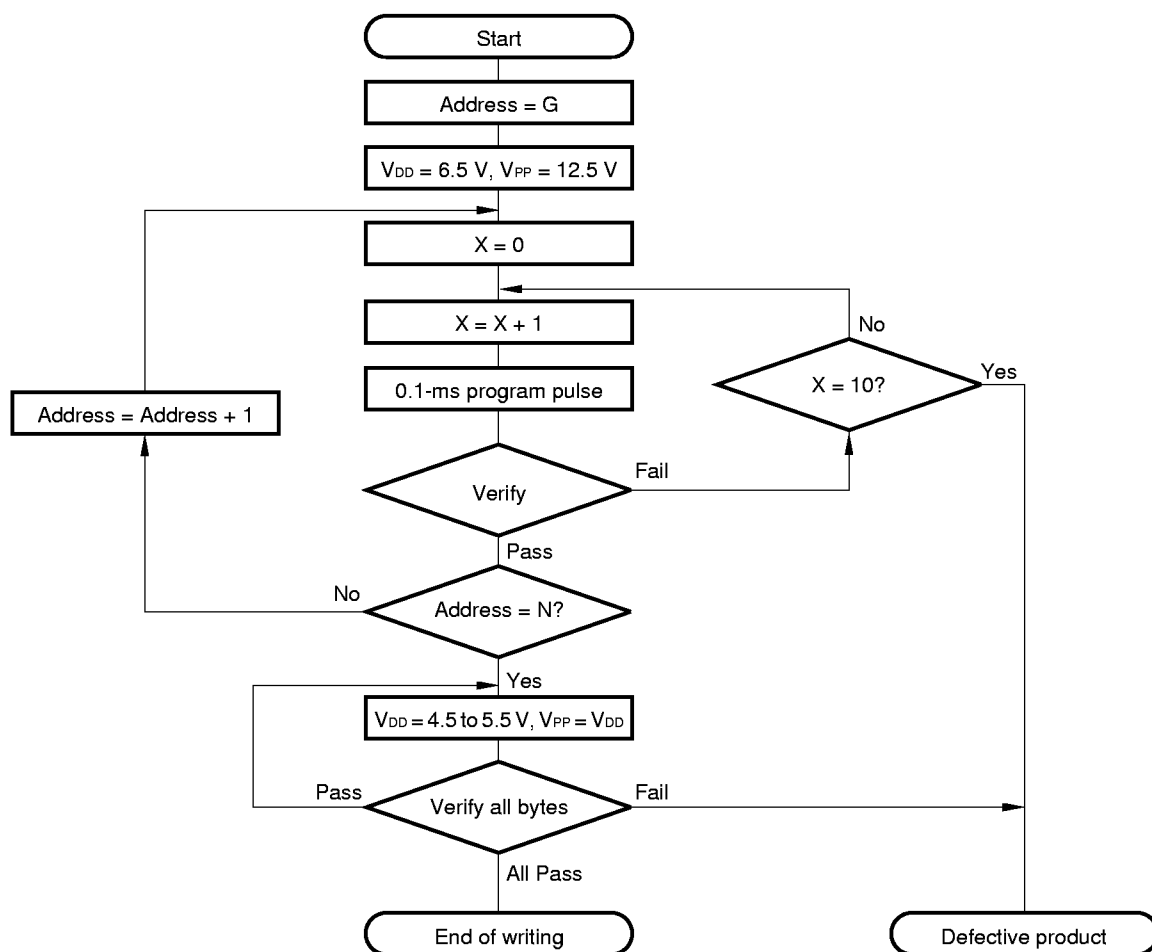 Start
Address = G
VDD = 6.5 V, VPP = 12.5 V
X = 0
X = X + 1
No
Yes
X = 10?
0.1-ms program pulse
Address = Address + 1
Fail
Verify
Pass
No
Address = N?
Yes
VDD = 4.5 to 5.5 V, VPP = VDD
Pass
Verify all bytes
Fail
All Pass
End of writing
Defective product